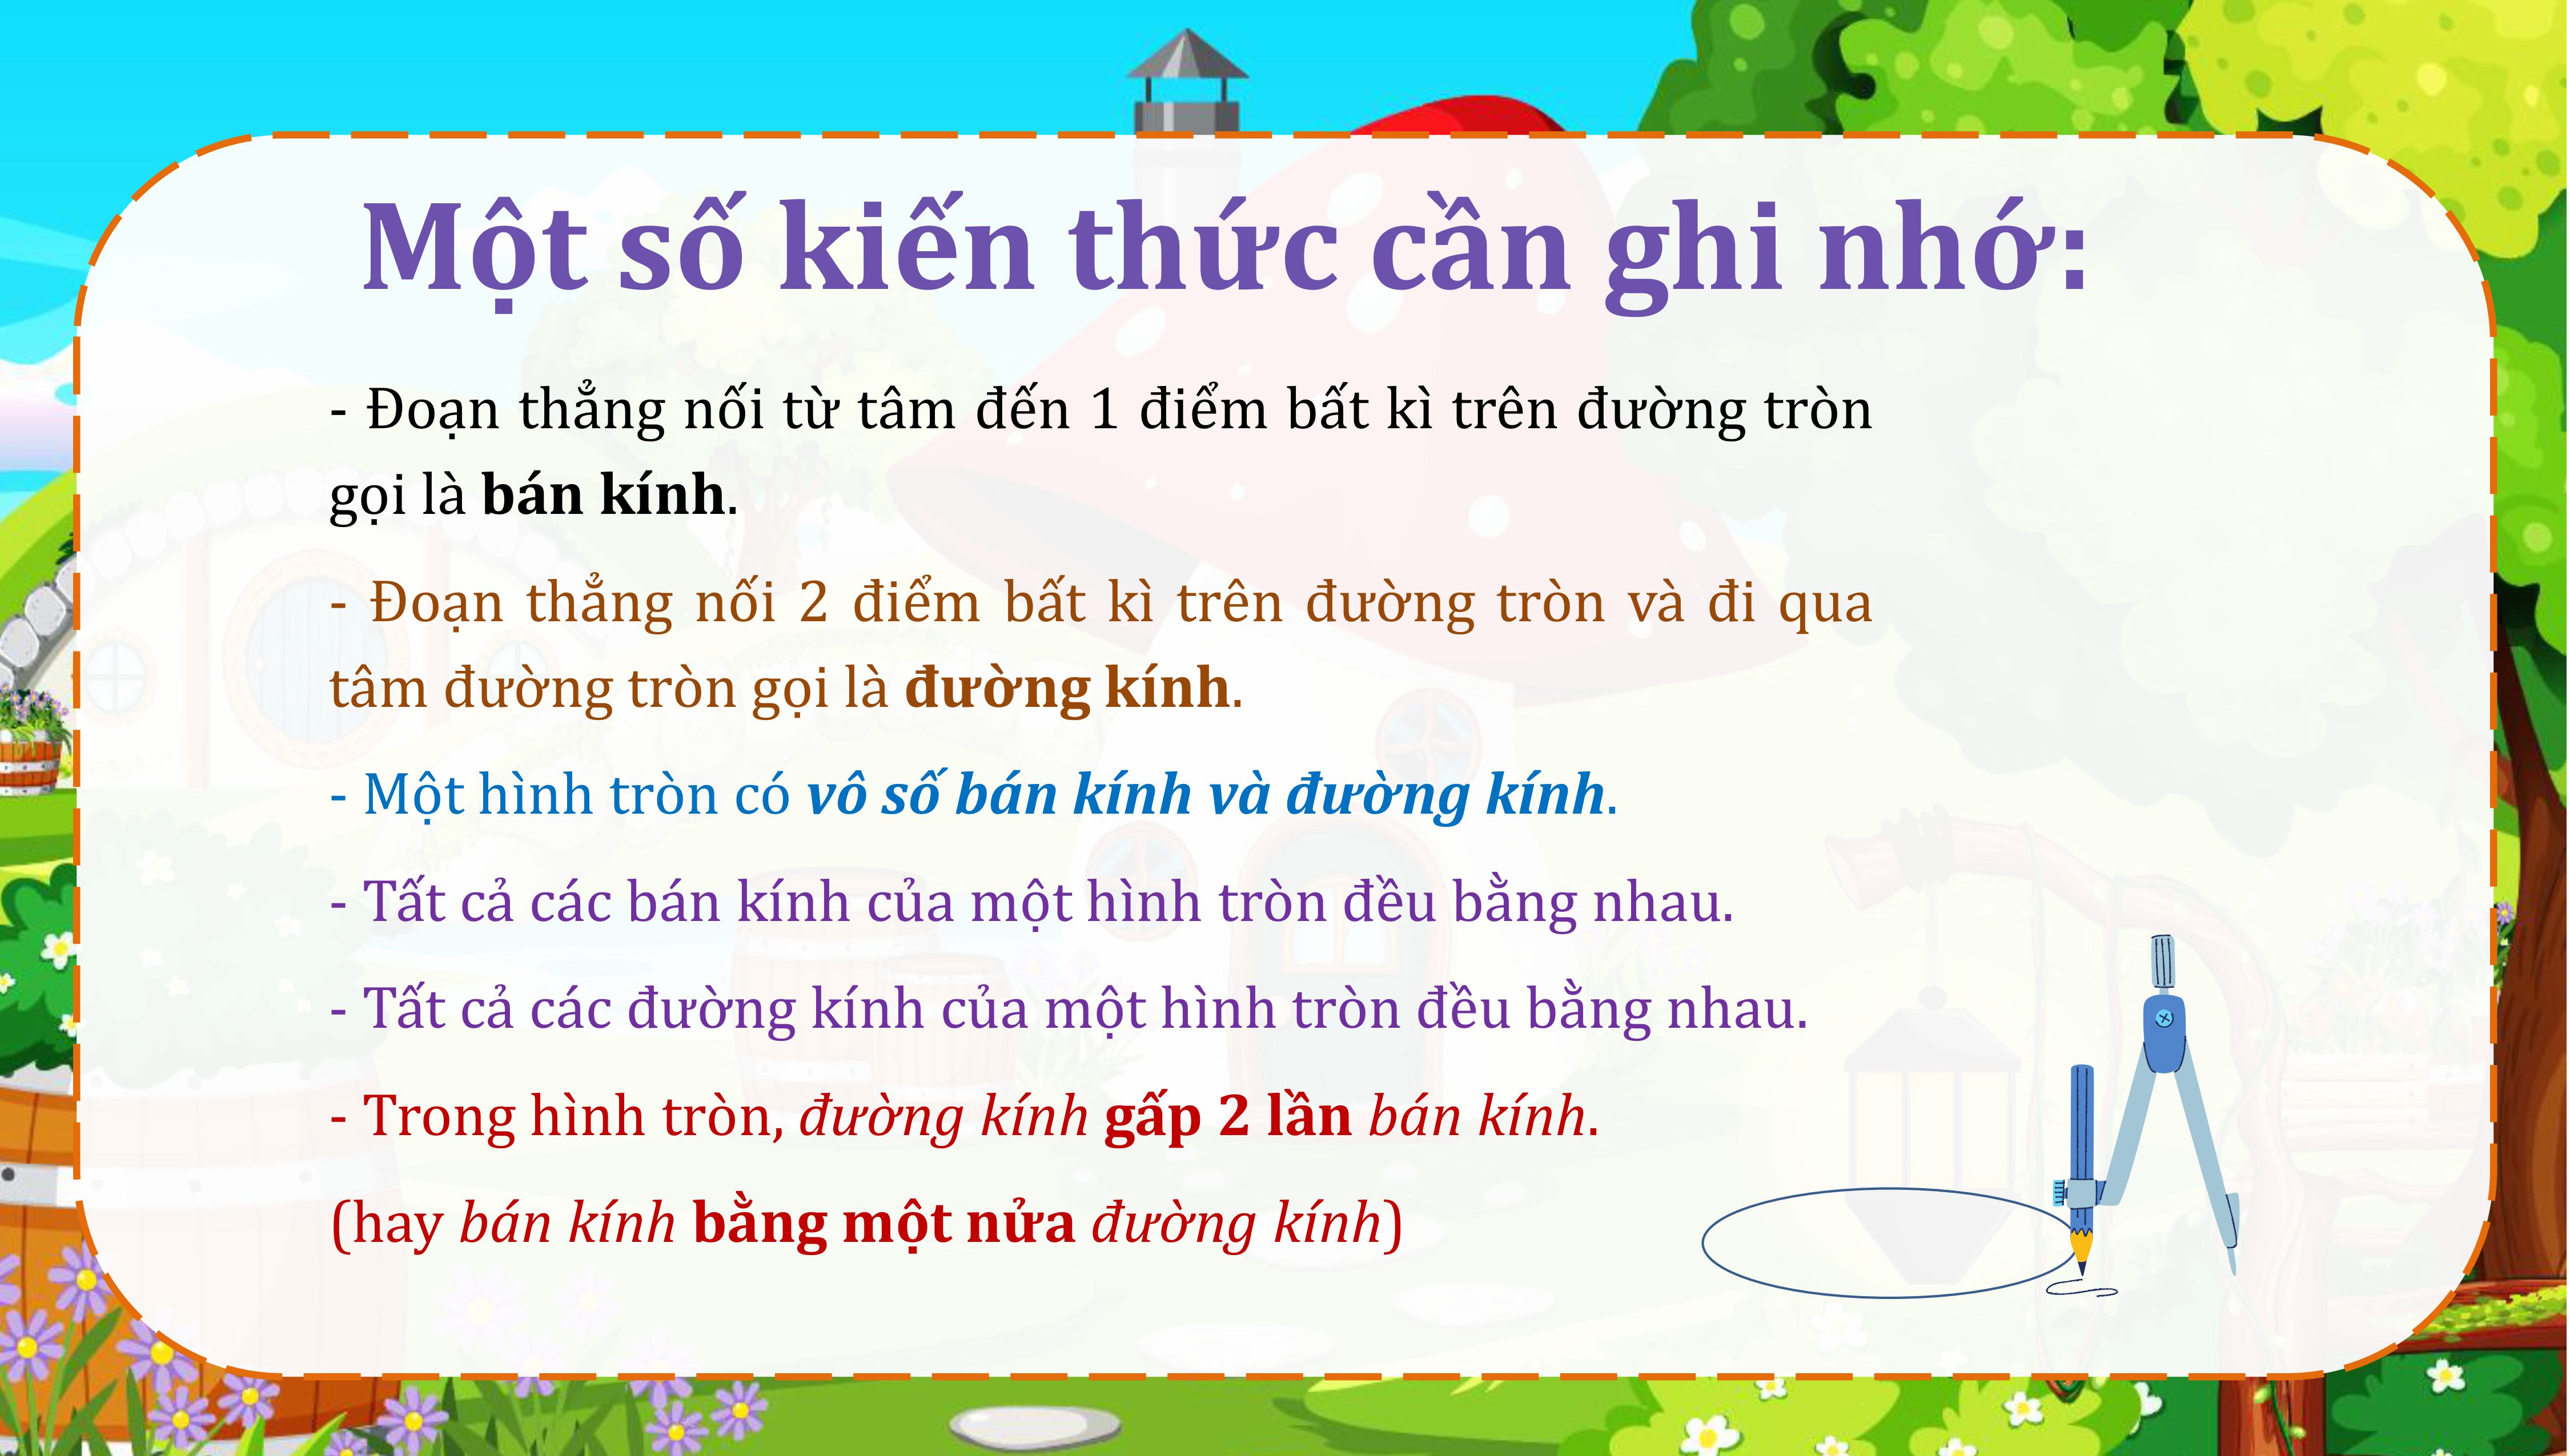 Một số kiến thức cần ghi nhớ:
- Đoạn thẳng nối từ tâm đến 1 điểm bất kì trên đường tròn
gọi là bán kính.
- Đoạn thẳng nối 2 điểm bất kì trên đường tròn và đi qua
tâm đường tròn gọi là đường kính.
- Một hình tròn có vô số bán kính và đường kính.
- Tất cả các bán kính của một hình tròn đều bằng nhau.
- Tất cả các đường kính của một hình tròn đều bằng nhau.
- Trong hình tròn, đường kính gấp 2 lần bán kính.
(hay bán kính bằng một nửa đường kính)